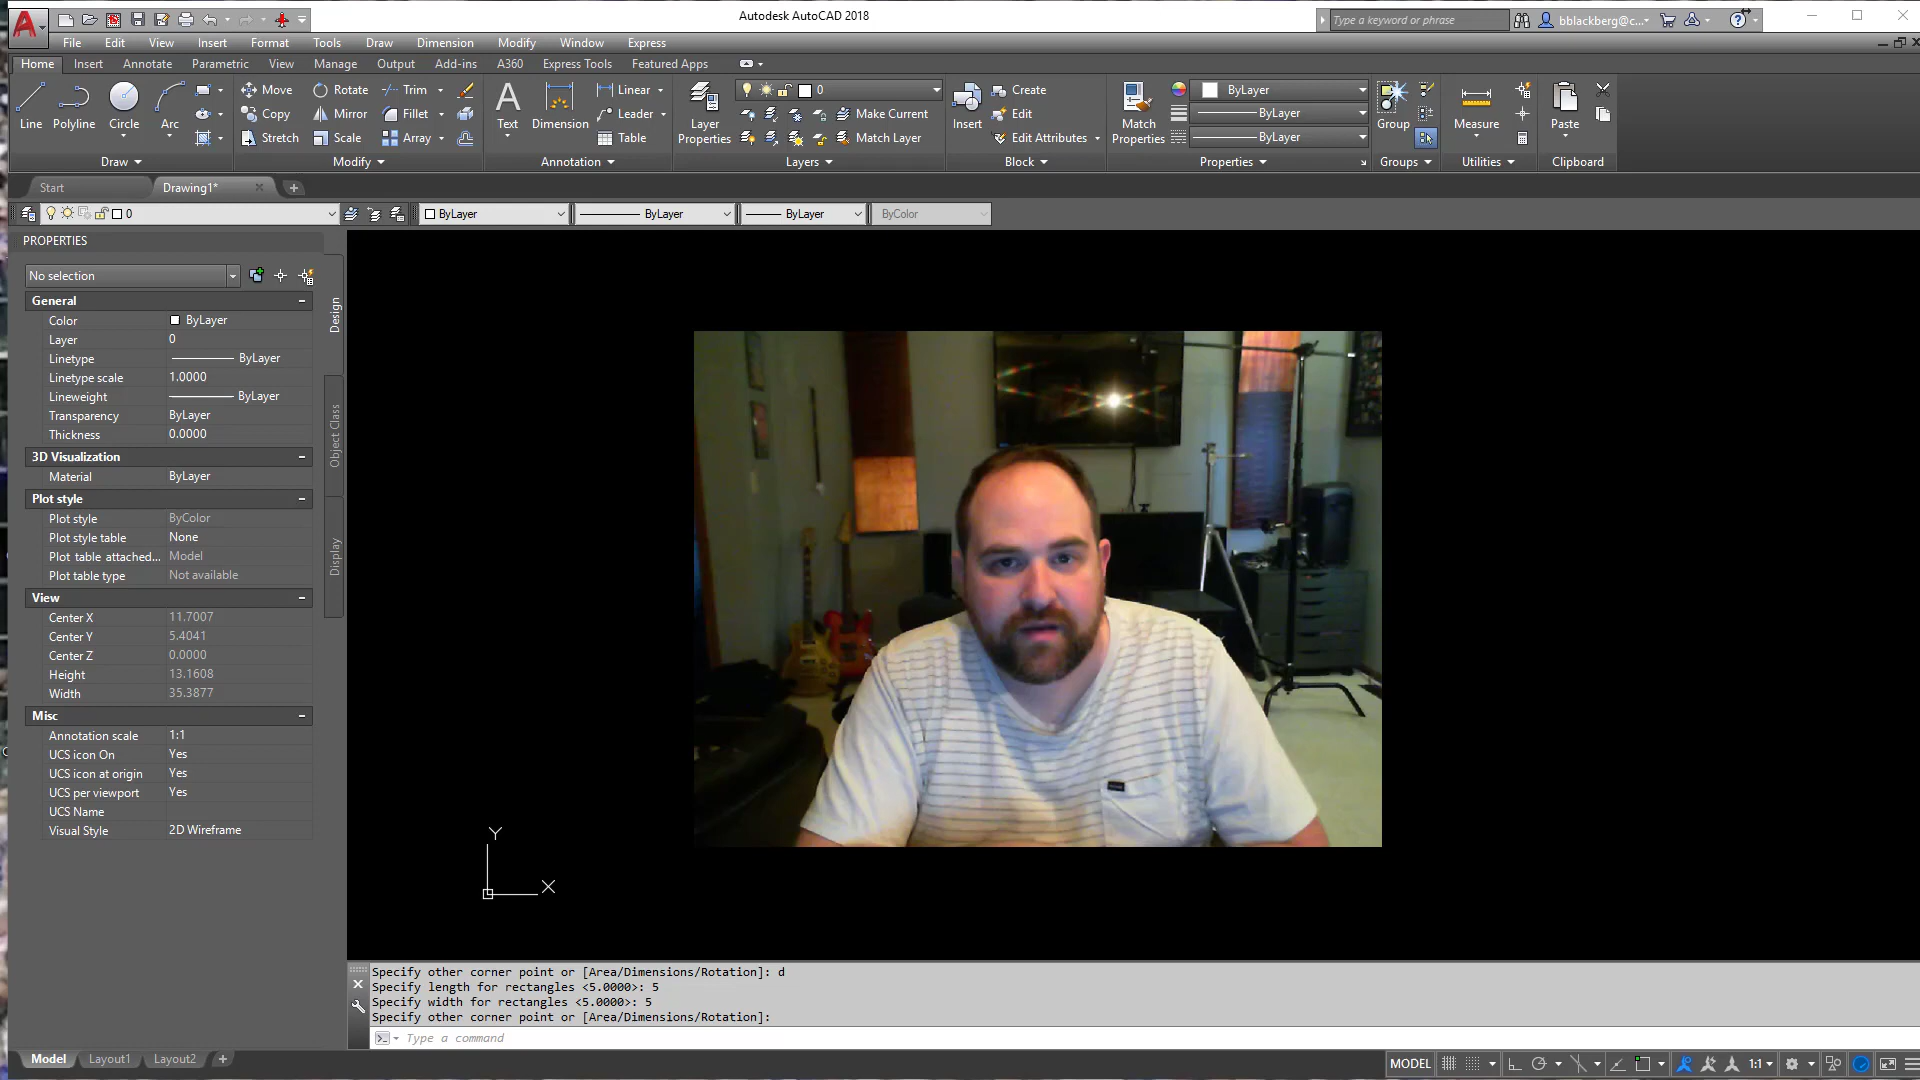 Autodesk AutoCAD 2018
Type a keyword or phrase
bblackberg@c...
File Edit View Insert Format Tools Draw Dimension Modify Window Express
Home Insert Annotate Parametric View Manage Output Add-ins A360 Express Tools Featured Apps
Line Polyline Circle Arc
Move Rotate Trim
Copy Mirror Fillet
Stretch Scale Array
Text Dimension
Linear
Leader
Table
Layer Properties
0
Make Current
Match Layer
Insert
Create
Edit
Edit Attributes
Match Properties
ByLayer
ByLayer
ByLayer
Group
Measure
Paste
Draw Modify Annotation Layers Block Properties Groups Utilities Clipboard
Start Drawing1*
0 ByLayer ByLayer ByLayer ByColor
PROPERTIES
No selection
General
Color ByLayer
Layer 0
Linetype ByLayer
Linetype scale 1.0000
Lineweight ByLayer
Transparency ByLayer
Thickness 0.0000
3D Visualization
Material ByLayer
Plot style
Plot style ByColor
Plot style table None
Plot table attached... Model
Plot table type Not available
View
Center X 11.7007
Center Y 5.4041
Center Z 0.0000
Height 13.1608
Width 35.3877
Misc
Annotation scale 1:1
UCS icon On Yes
UCS icon at origin Yes
UCS per viewport Yes
UCS Name
Visual Style 2D Wireframe
Design
Object Class
Display
Y
X
Specify other corner point or [Area/Dimensions/Rotation]: d
Specify length for rectangles <5.0000>: 5
Specify width for rectangles <5.0000>: 5
Specify other corner point or [Area/Dimensions/Rotation]:
Type a command
Model Layout1 Layout2 +
MODEL 1:1